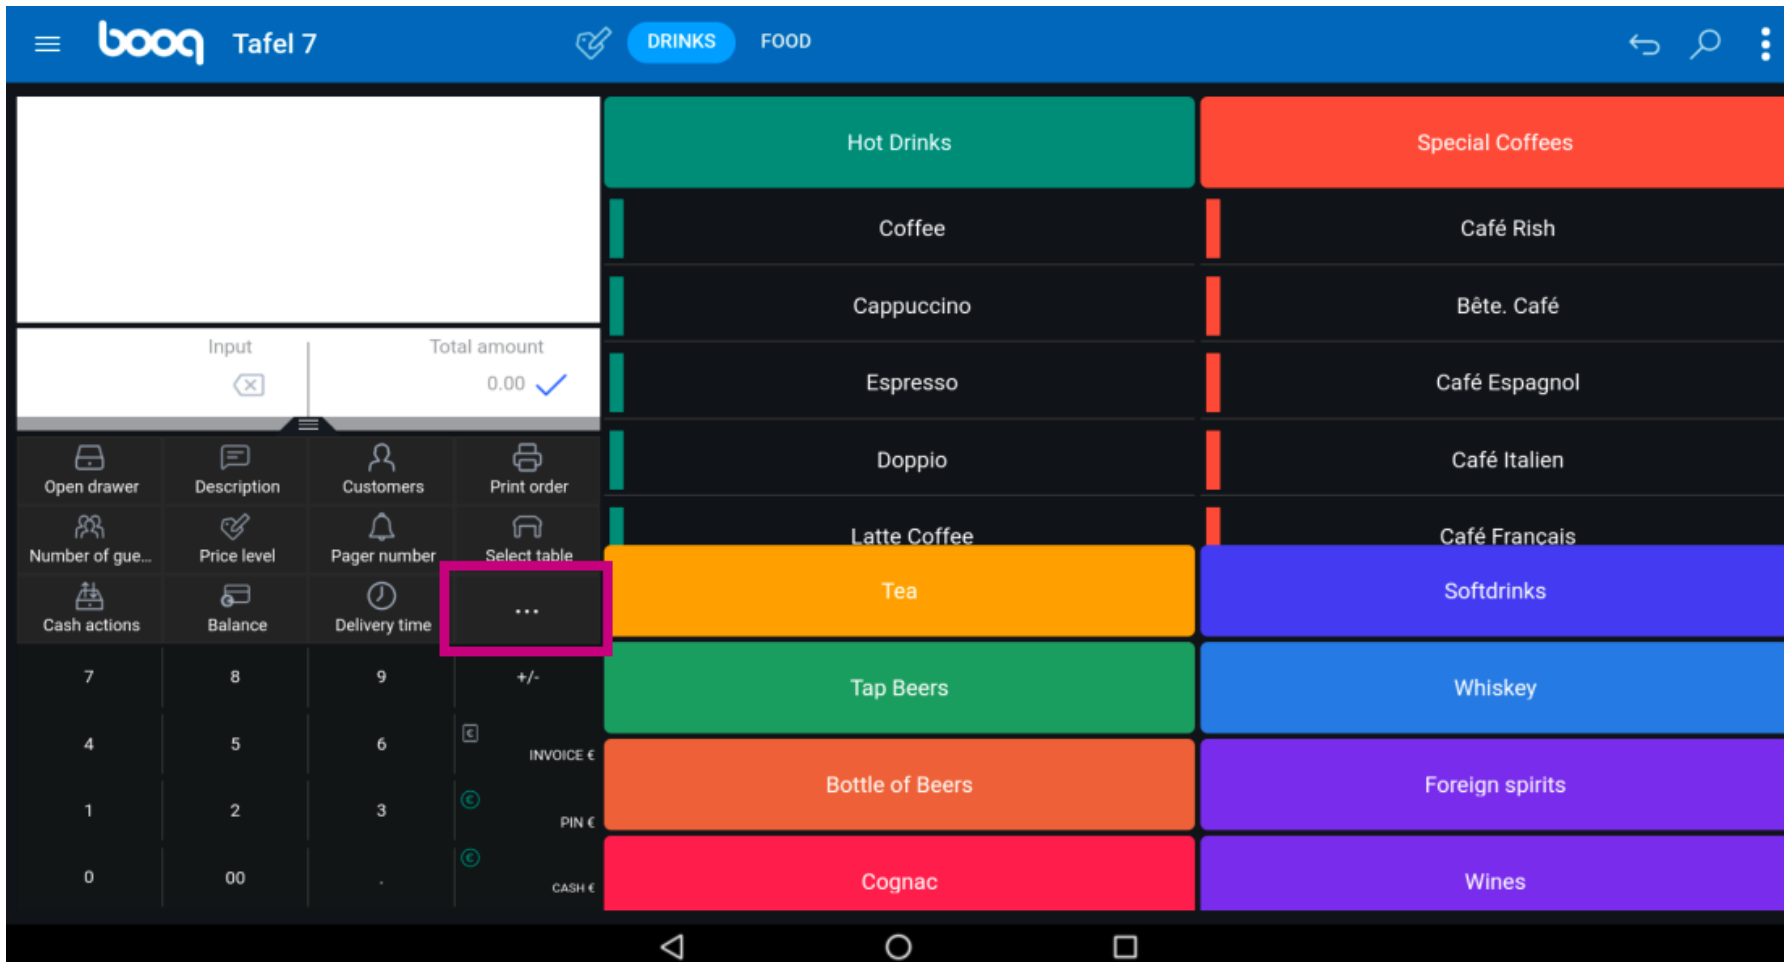 booq Tafel 7 DRINKS FOOD
Input Total amount
0.00
Open drawer Description Customers Print order
Number of gue... Price level Pager number Select table
Cash actions Balance Delivery time ...
7 8 9 +/-
4 5 6 INVOICE €
1 2 3 PIN €
0 00 . CASH €
Hot Drinks Special Coffees
Coffee Café Rish
Cappuccino Bête. Café
Espresso Café Espagnol
Doppio Café Italien
Latte Coffee Café Français
Tea Softdrinks
Tap Beers Whiskey
Bottle of Beers Foreign spirits
Cognac Wines